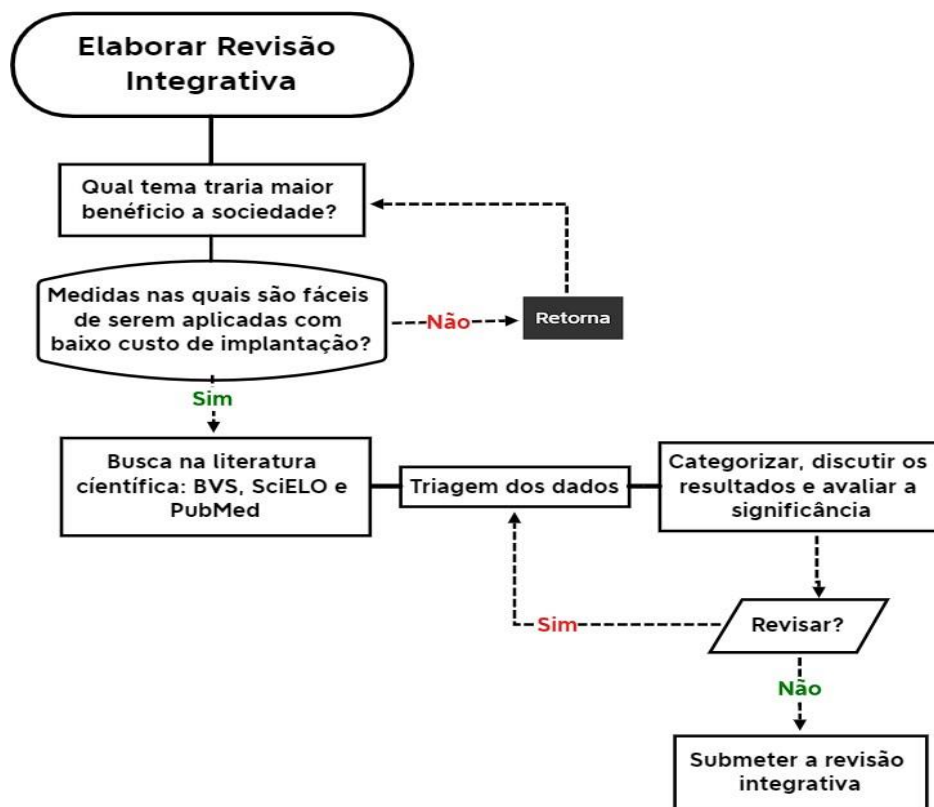 Elaborar Revisão
Integrativa
Qual tema traria maior
benéficio a sociedade?
Medidas nas quais são fáceis
de serem aplicadas com
baixo custo de implantação?
Não
Retorna
Sim
Busca na literatura
científica: BVS, SciELO e
PubMed
Triagem dos dados
Categorizar, discutir os
resultados e avaliar a
significância
Revisar?
Sim
Não
Submeter a revisão
integrativa